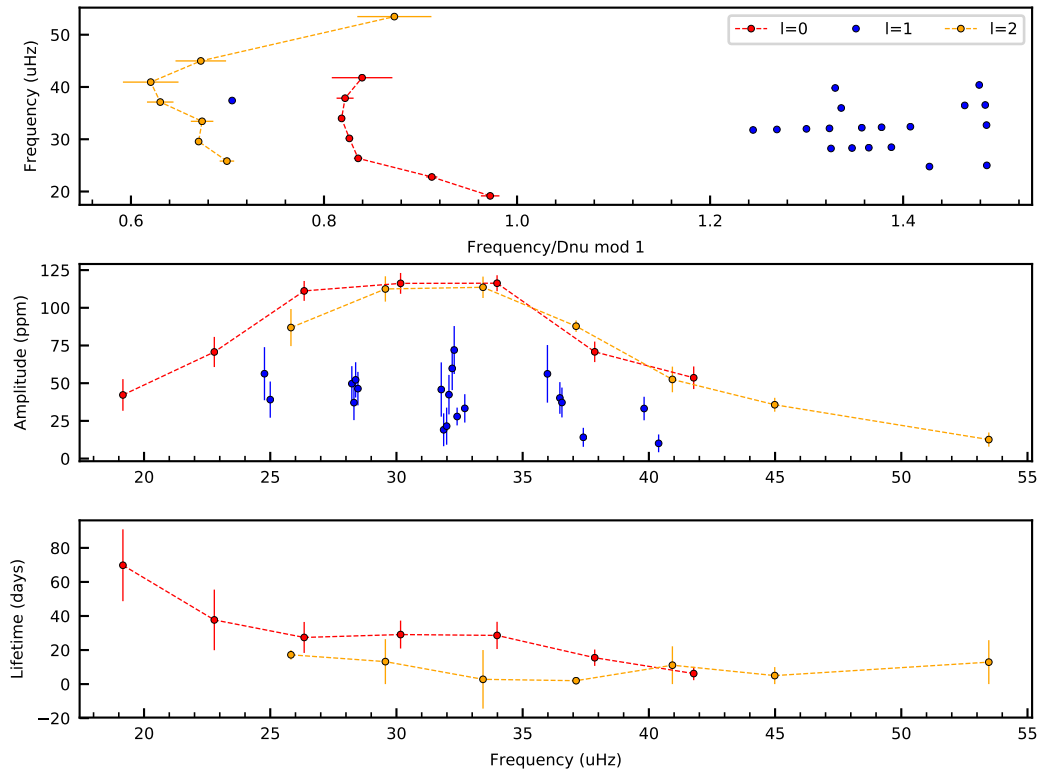 l=0 l=1 l=2
Frequency (uHz)
50
40
30
20
0.6 0.8 1.0 1.2 1.4
Frequency/Dnu mod 1
Amplitude (ppm)
125
100
75
50
25
0
20 25 30 35 40 45 50 55
Lifetime (days)
80
60
40
20
0
−20
20 25 30 35 40 45 50 55
Frequency (uHz)